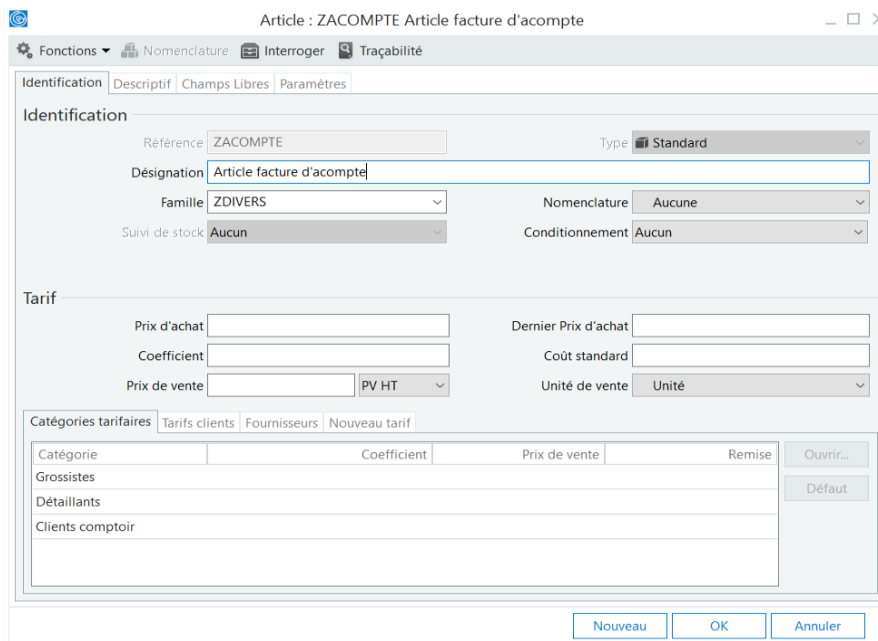 Article : ZACOMPTE Article facture d'acompte
Fonctions Nomenclature Interroger Traçabilité
Identification Descriptif Champs Libres Paramètres
Identification
Référence ZACOMPTE Type Standard
Désignation Article facture d'acompte
Famille ZDIVERS Nomenclature Aucune
Suivi de stock Aucun Conditionnement Aucun
Tarif
Prix d'achat Dernier Prix d'achat
Coefficient Coût standard
Prix de vente PV HT Unité de vente Unité
Catégories tarifaires Tarifs clients Fournisseurs Nouveau tarif
Catégorie Coefficient Prix de vente Remise Ouvrir...
Grossistes
Défaut
Détaillants
Clients comptoir
Nouveau OK Annuler